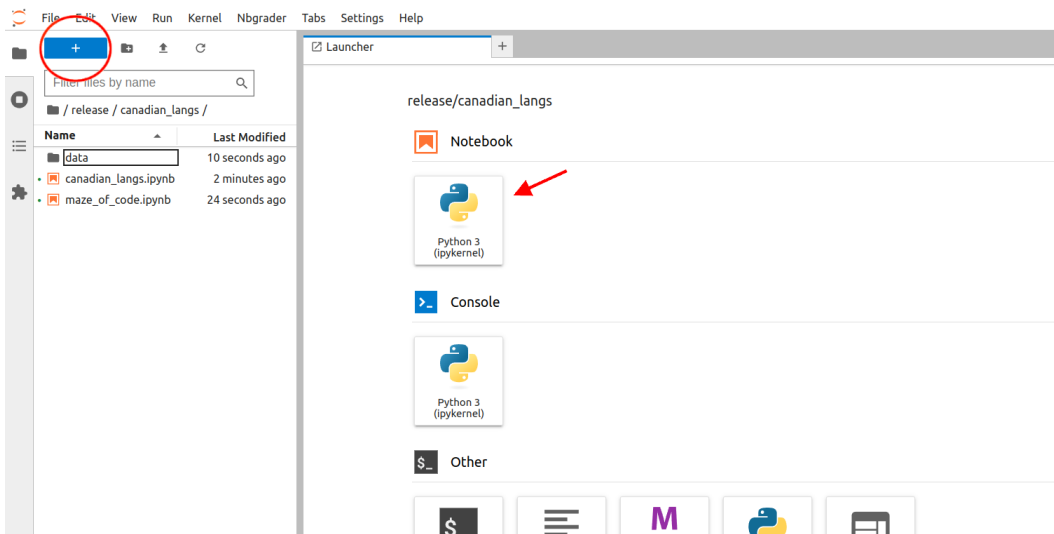 File Edit View Run Kernel Nbgrader Tabs Settings Help
+
Launcher
+
Filter files by name
/ release / canadian_langs /
Name Last Modified
data 10 seconds ago
canadian_langs.ipynb 2 minutes ago
maze_of_code.ipynb 24 seconds ago
release/canadian_langs
Notebook
Python 3
(ipykernel)
>_ Console
Python 3
(ipykernel)
$_ Other
$ M